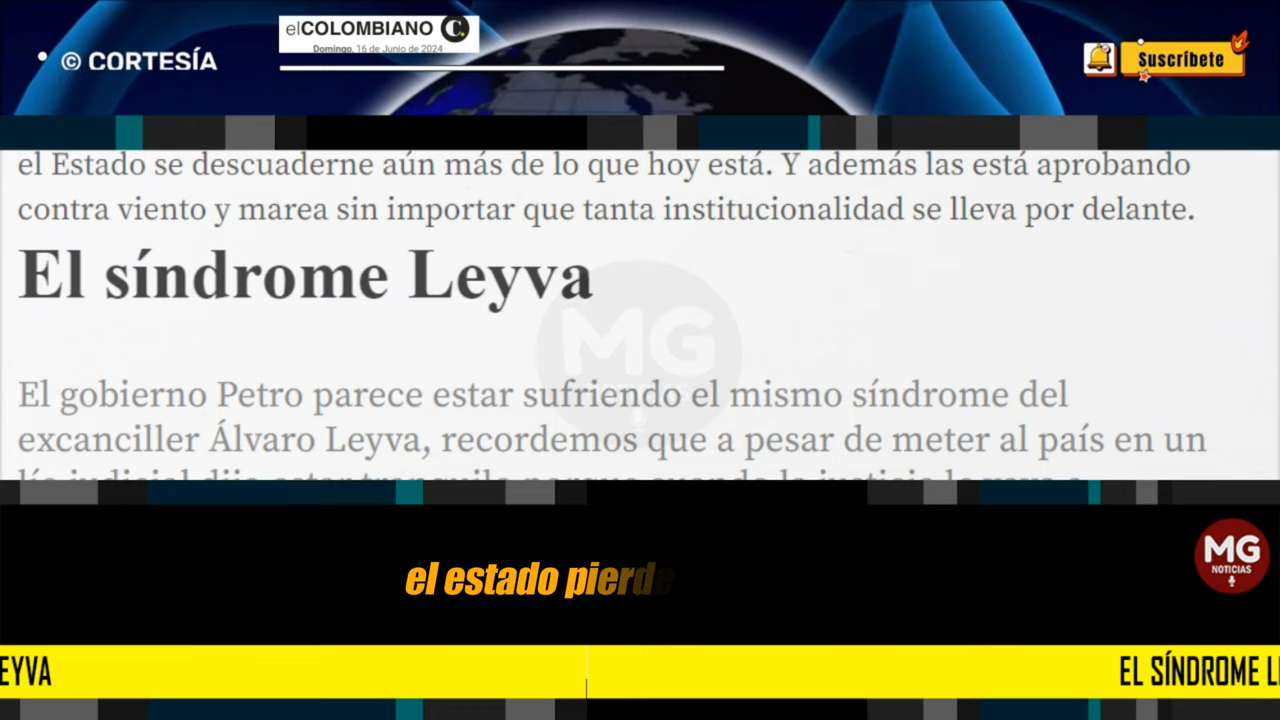 elCOLOMBIANO C.
Domingo, 16 de Junio de 2024
© CORTESÍA
Suscríbete
el Estado se descuaderne aún más de lo que hoy está. Y además las está aprobando
contra viento y marea sin importar que tanta institucionalidad se lleva por delante.
El síndrome Leyva
MG
El gobierno Petro parece estar sufriendo el mismo síndrome del
excanciller Álvaro Leyva, recordemos que a pesar de meter al país en un
el estado pierde
MG
NOTICIAS
EYVA
EL SÍNDROME L